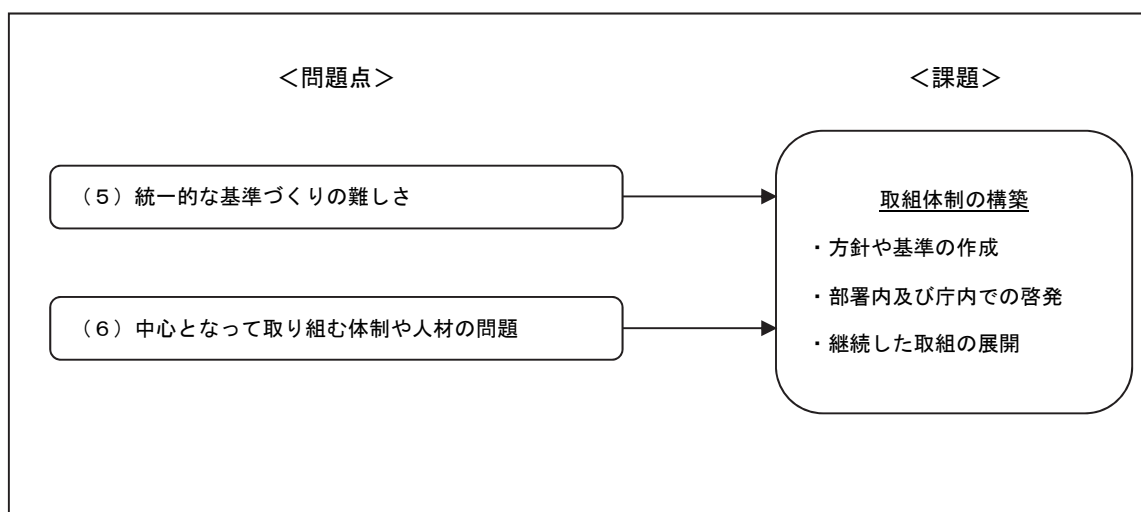 ＜問題点＞
＜課題＞
（５）統一的な基準づくりの難しさ
（６）中心となって取り組む体制や人材の問題
取組体制の構築
・方針や基準の作成
・部署内及び庁内での啓発
・継続した取組の展開